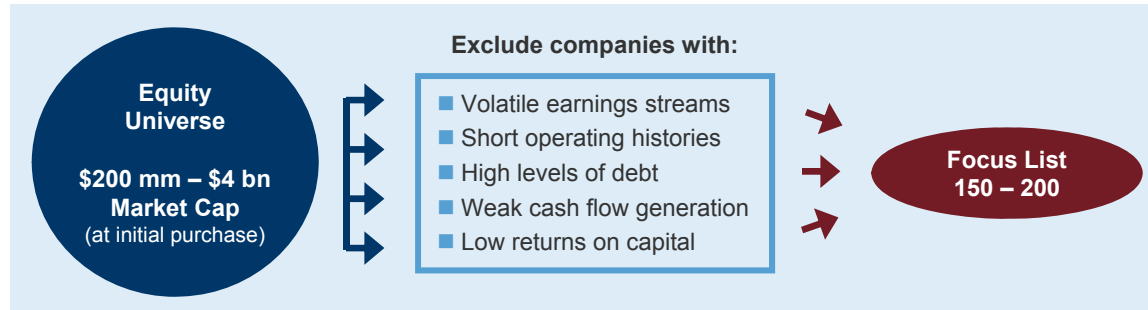 Equity
Universe
$200 mm – $4 bn
Market Cap
(at initial purchase)
Exclude companies with:
■ Volatile earnings streams
■ Short operating histories
■ High levels of debt
■ Weak cash flow generation
■ Low returns on capital
Focus List
150 – 200